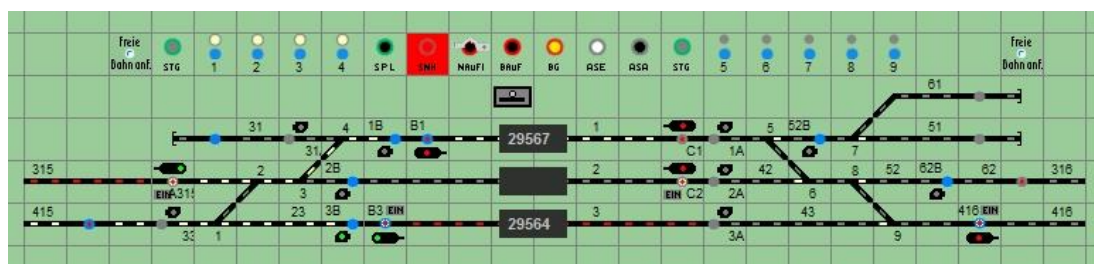 Freie Freie
Bahn anf. STG 1 2 3 4 SPL SNH NAuFl BAuF BG ASE ASA STG 5 6 7 8 9 Bahn anf.
61
31 4 1B B1 29567 1 5 52B 51
31 C1 1A 7
315 2 2B 2 42 8 52 62B 62 316
EIN A315 3 EIN C2 2A 6
415 23 3B B3 EIN 29564 3 43 416 EIN 416
33 1 3A 9